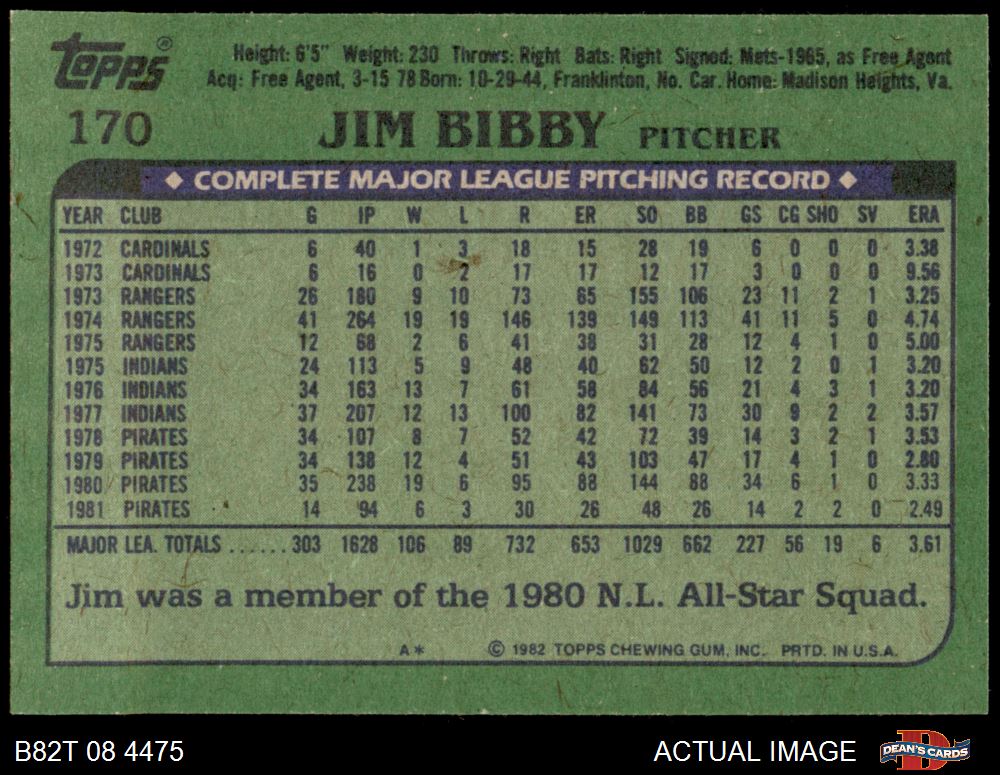 Topps®
Height: 6'5" Weight: 230 Throws: Right Bats: Right Signed: Mets-1965, as Free Agent
Acq: Free Agent, 3-15 78 Born: 10-29-44, Franklinton, No. Car. Home: Madison Heights, Va.
170 JIM BIBBY PITCHER
◆ COMPLETE MAJOR LEAGUE PITCHING RECORD ◆
YEAR CLUB G IP W L R ER SO BB GS CG SHO SV ERA
1972 CARDINALS 6 40 1 3 18 15 28 19 6 0 0 0 3.38
1973 CARDINALS 6 16 0 2 17 17 12 17 3 0 0 0 9.56
1973 RANGERS 26 180 9 10 73 65 155 106 23 11 2 1 3.25
1974 RANGERS 41 264 19 19 146 139 149 113 41 11 5 0 4.74
1975 RANGERS 12 68 2 6 41 38 31 28 12 4 1 0 5.00
1975 INDIANS 24 113 5 9 48 40 62 50 12 2 0 1 3.20
1976 INDIANS 34 163 13 7 61 58 84 56 21 4 3 1 3.20
1977 INDIANS 37 207 12 13 100 82 141 73 30 9 2 2 3.57
1978 PIRATES 34 107 8 7 52 42 72 39 14 3 2 1 3.53
1979 PIRATES 34 138 12 4 51 43 103 47 17 4 1 0 2.80
1980 PIRATES 35 238 19 6 95 88 144 88 34 6 1 0 3.33
1981 PIRATES 14 94 6 3 30 26 48 26 14 2 2 0 2.49
MAJOR LEA. TOTALS ...... 303 1628 106 89 732 653 1029 662 227 56 19 6 3.61
Jim was a member of the 1980 N.L. All-Star Squad.
A* © 1982 TOPPS CHEWING GUM, INC. PRTD. IN U.S.A.
B82T 08 4475 ACTUAL IMAGE D DEAN'S CARDS